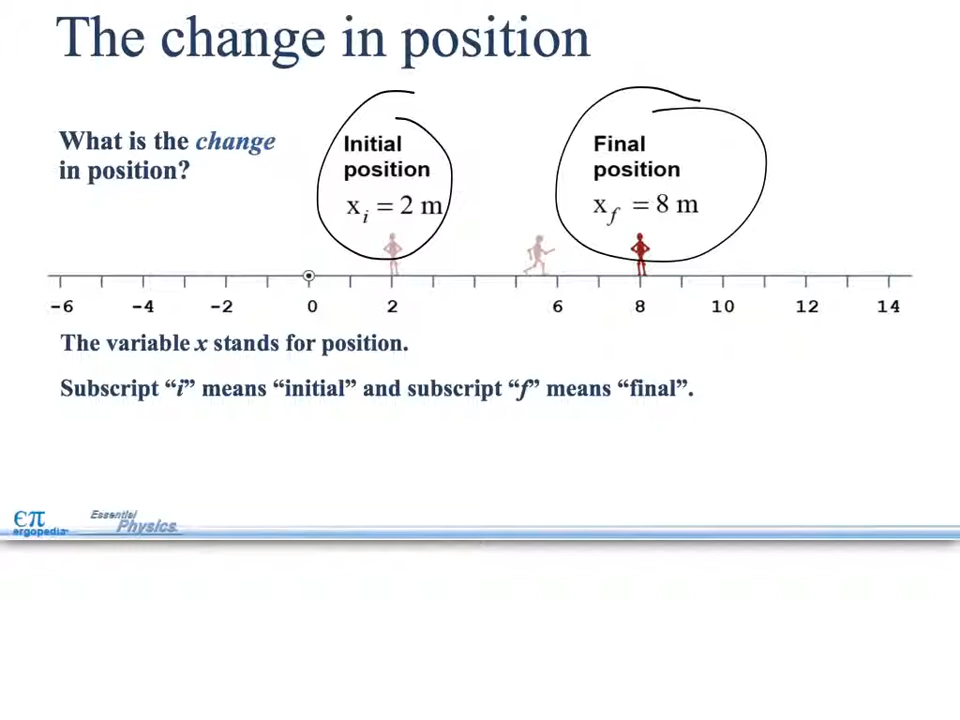 The change in position
What is the change
in position?
Initial
position
xi = 2 m
Final
position
xf = 8 m
-6 -4 -2 0 2 6 8 10 12 14
The variable x stands for position.
Subscript “i” means “initial” and subscript “f” means “final”.
єπ
ergopedia
Essential
Physics